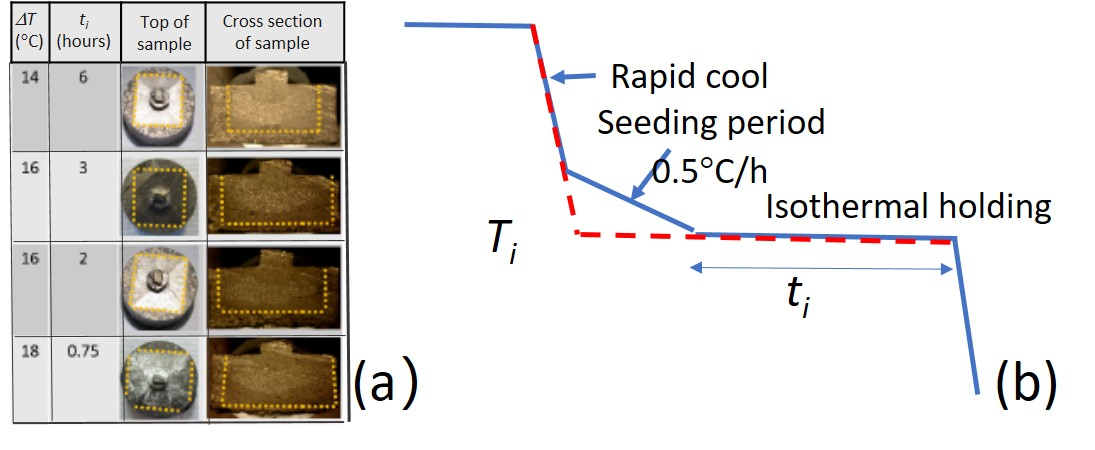 ΔT
(°C)
tᵢ
(hours)
Top of
sample
Cross section
of sample
14
6
16
3
16
2
18
0.75
(a)
Rapid cool
Seeding period
0.5°C/h
Isothermal holding
Tᵢ
tᵢ
(b)